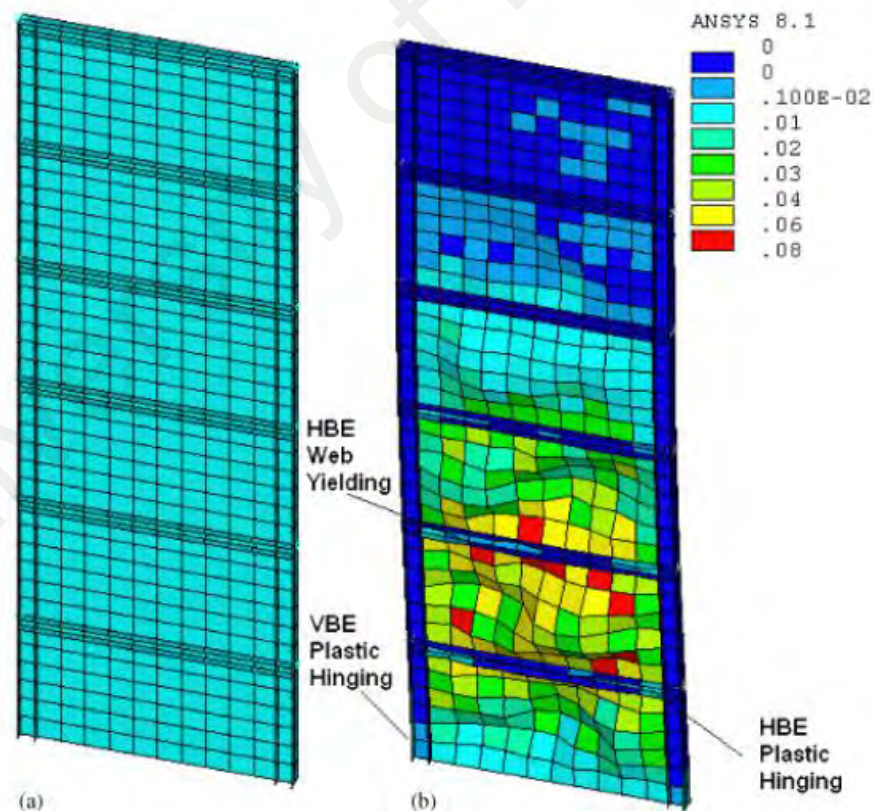 ANSYS 8.1
0
0
.100E-02
.01
.02
.03
.04
.06
.08
HBE
Web
Yielding
VBE
Plastic
Hinging
HBE
Plastic
Hinging
(a)
(b)